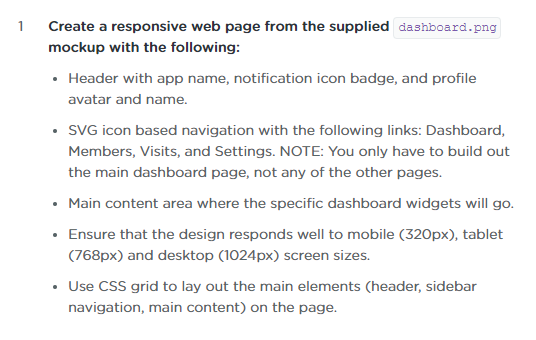 1 Create a responsive web page from the supplied dashboard.png
mockup with the following:
• Header with app name, notification icon badge, and profile
avatar and name.
• SVG icon based navigation with the following links: Dashboard,
Members, Visits, and Settings. NOTE: You only have to build out
the main dashboard page, not any of the other pages.
• Main content area where the specific dashboard widgets will go.
• Ensure that the design responds well to mobile (320px), tablet
(768px) and desktop (1024px) screen sizes.
• Use CSS grid to lay out the main elements (header, sidebar
navigation, main content) on the page.